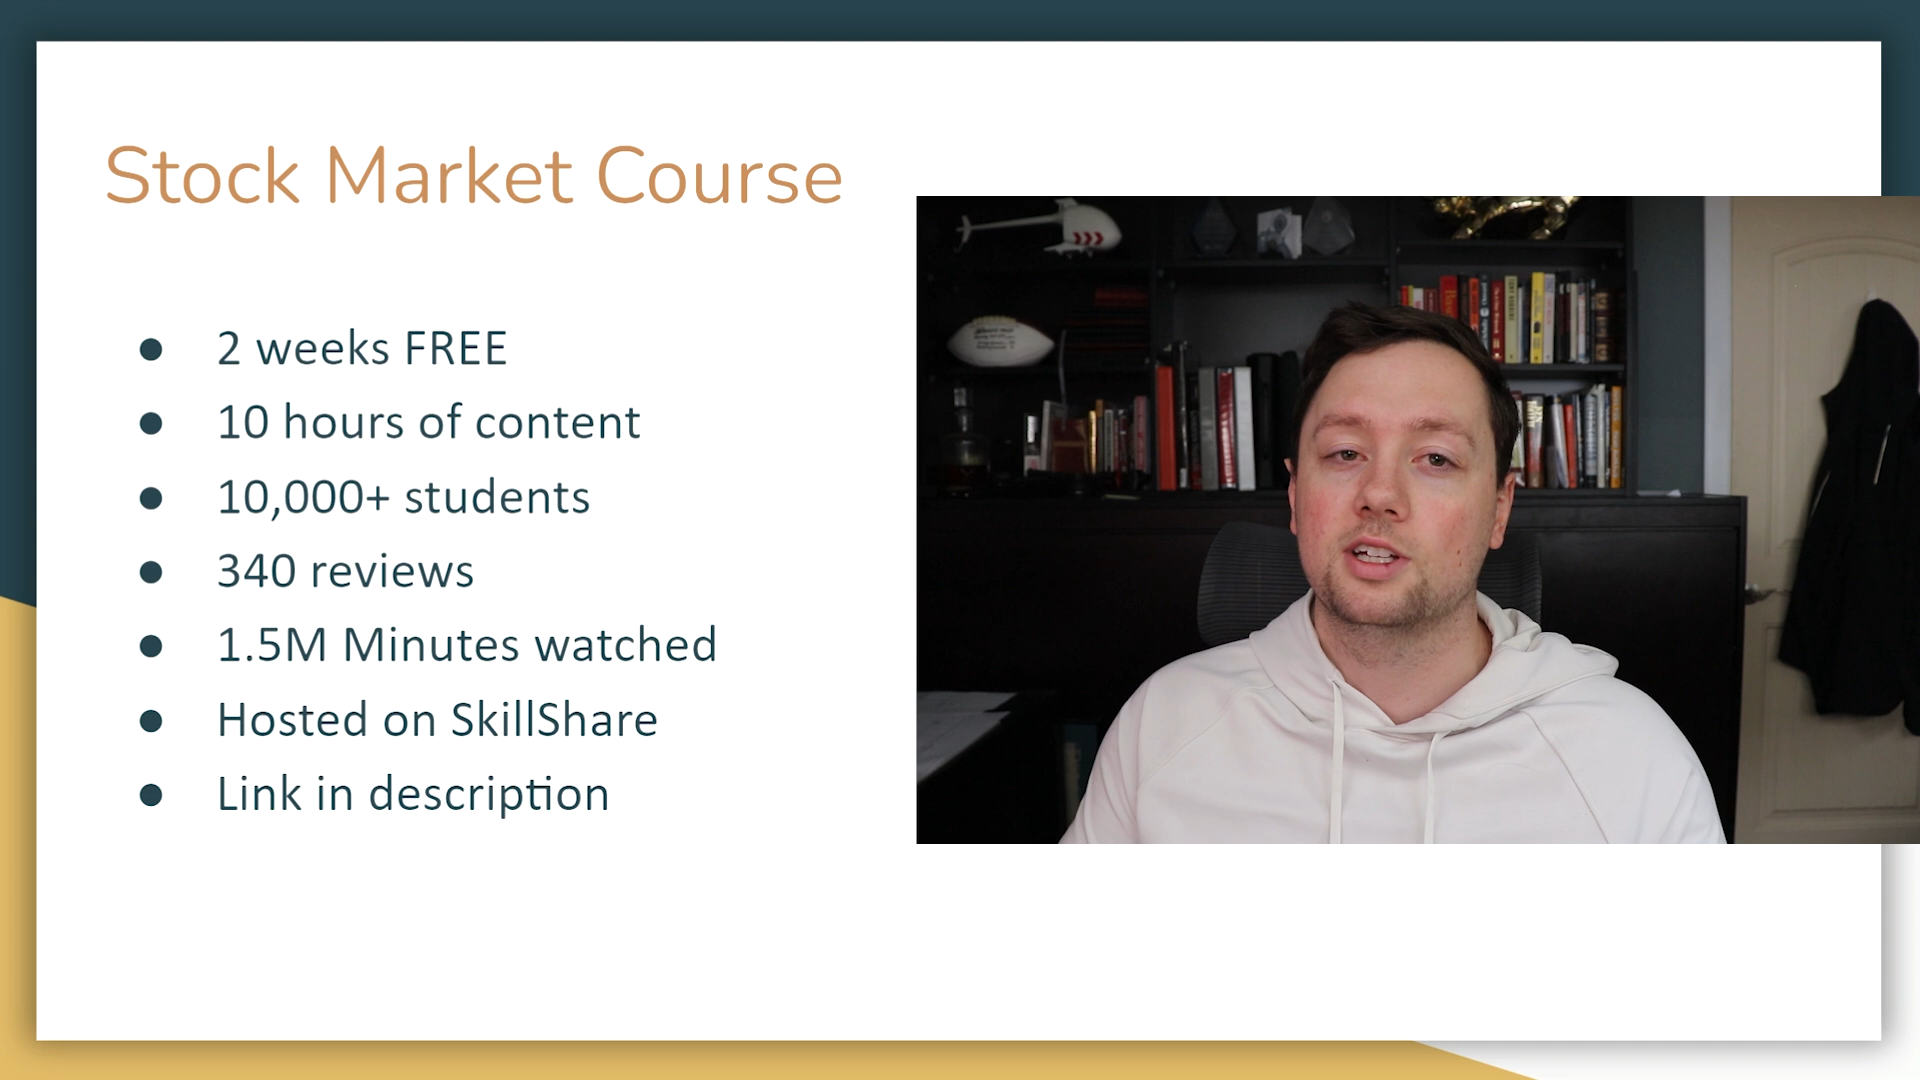 Stock Market Course
● 2 weeks FREE
● 10 hours of content
● 10,000+ students
● 340 reviews
● 1.5M Minutes watched
● Hosted on SkillShare
● Link in description